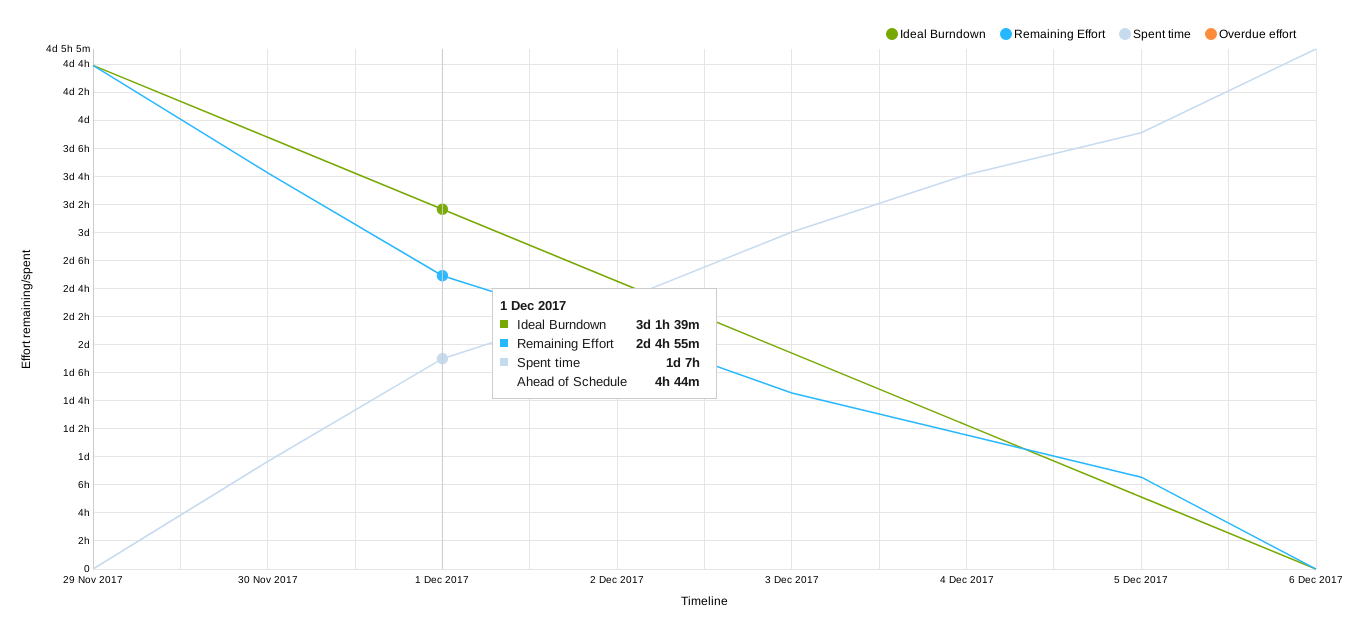 Ideal Burndown Remaining Effort Spent time Overdue effort
4d 5h 5m
4d 4h
4d 2h
4d
3d 6h
3d 4h
3d 2h
3d
2d 6h
2d 4h
2d 2h
2d
1d 6h
1d 4h
1d 2h
1d
6h
4h
2h
0
Effort remaining/spent
1 Dec 2017
Ideal Burndown 3d 1h 39m
Remaining Effort 2d 4h 55m
Spent time 1d 7h
Ahead of Schedule 4h 44m
29 Nov 2017 30 Nov 2017 1 Dec 2017 2 Dec 2017 3 Dec 2017 4 Dec 2017 5 Dec 2017 6 Dec 2017
Timeline